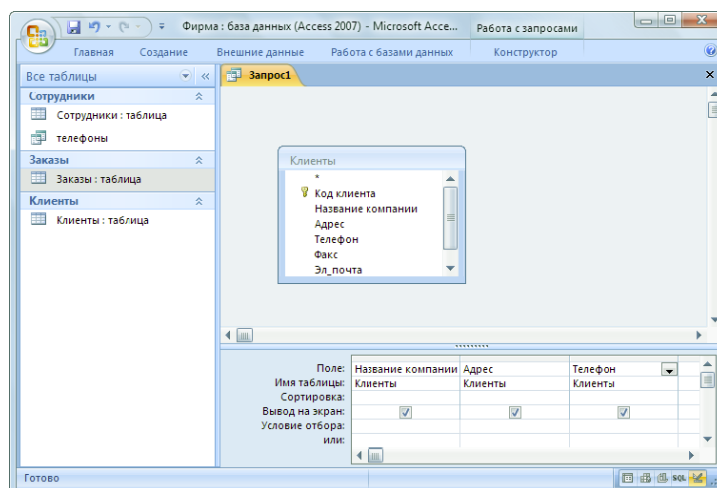 Фирма : база данных (Access 2007) - Microsoft Acce...
Работа с запросами
Главная Создание Внешние данные Работа с базами данных Конструктор
Все таблицы
Запрос1
Сотрудники
Сотрудники : таблица
телефоны
Заказы
Заказы : таблица
Клиенты
Клиенты : таблица
Клиенты
*
Код клиента
Название компании
Адрес
Телефон
Факс
Эл_почта
Поле: Название компании Адрес Телефон
Имя таблицы: Клиенты Клиенты Клиенты
Сортировка:
Вывод на экран:
Условие отбора:
или:
Готово
SQL